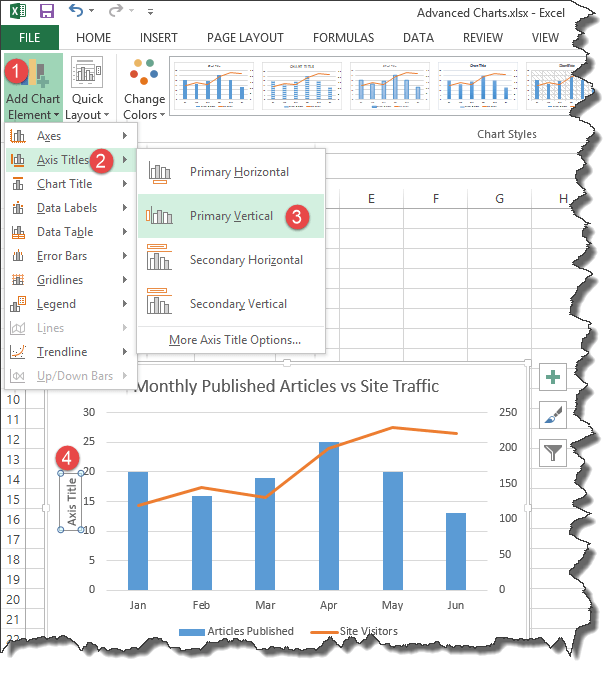 Advanced Charts.xlsx - Excel
FILE HOME INSERT PAGE LAYOUT FORMULAS DATA REVIEW VIEW
1
Add Chart Element
Quick Layout
Change Colors
Chart Styles
Axes
Axis Titles 2
Chart Title
Data Labels
Data Table
Error Bars
Gridlines
Legend
Lines
Trendline
Up/Down Bars
Primary Horizontal
Primary Vertical 3
Secondary Horizontal
Secondary Vertical
More Axis Title Options...
E F G H
10
11
12
13
14
15
16
17
18
19
20
21
22
Monthly Published Articles vs Site Traffic
4
Axis Title
30
25
20
15
10
5
0
250
200
150
100
50
0
Jan Feb Mar Apr May Jun
Articles Published Site Visitors